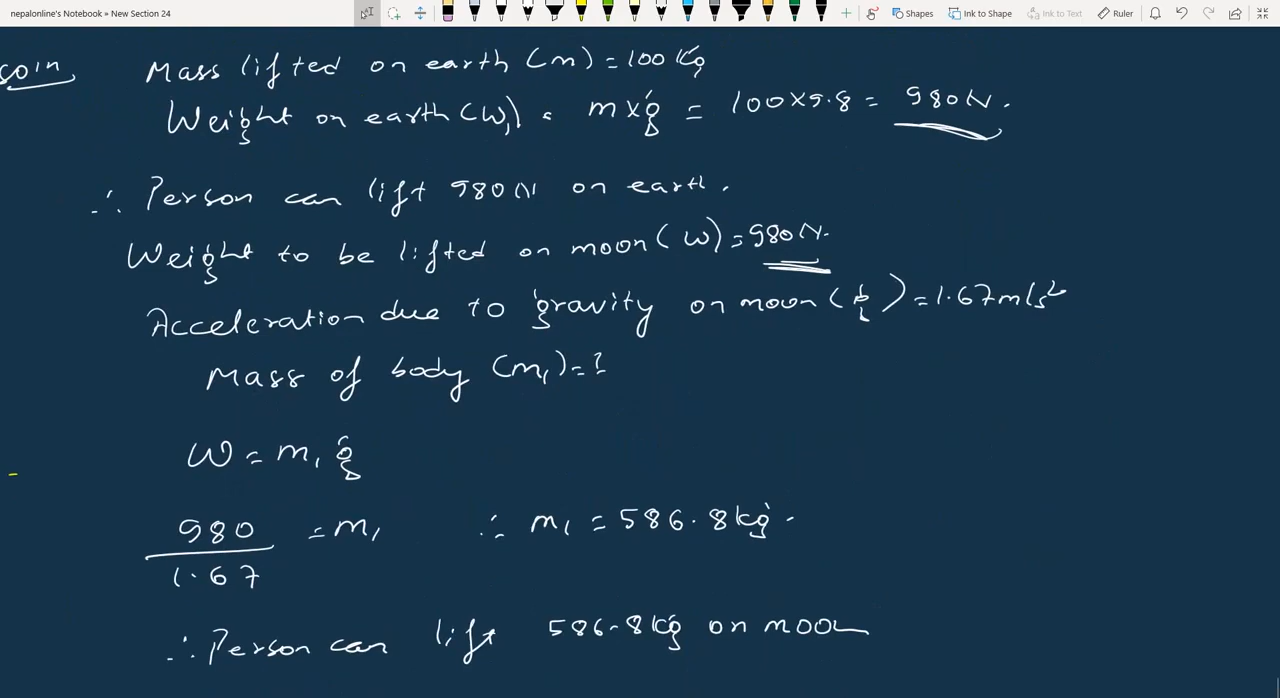 nepalonline's Notebook » New Section 24
Shapes Ink to Shape Ink to Text Ruler
Soln Mass lifted on earth (m) = 100 kg
Weight on earth (W1) = m x g = 100 x 9.8 = 980 N.
∴ Person can lift 980 N on earth.
Weight to be lifted on moon (W) = 980 N.
Acceleration due to gravity on moon (g) = 1.67 m/s²
Mass of body (m1) = ?
W = m1 g
980 / 1.67 = m1 ∴ m1 = 586.8 kg.
∴ Person can lift 586.8 kg on moon